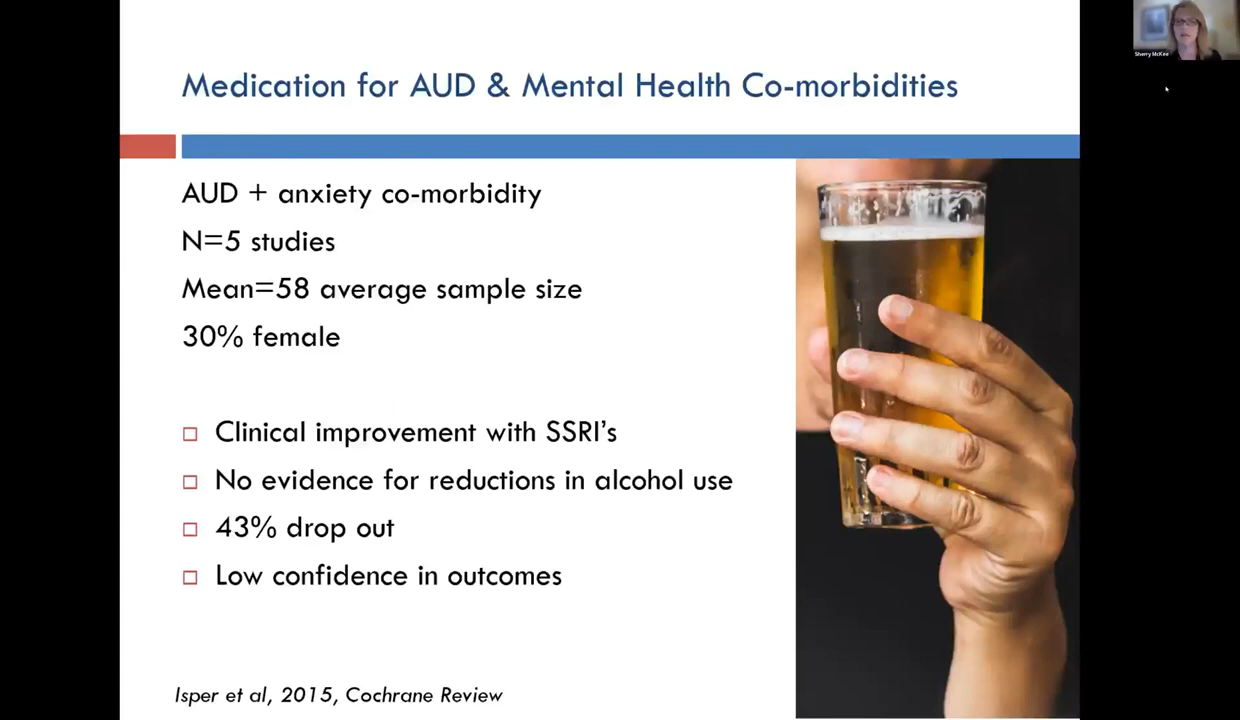 Medication for AUD & Mental Health Co-morbidities
Sherry McKee
AUD + anxiety co-morbidity
N=5 studies
Mean=58 average sample size
30% female
□ Clinical improvement with SSRI's
□ No evidence for reductions in alcohol use
□ 43% drop out
□ Low confidence in outcomes
Isper et al, 2015, Cochrane Review